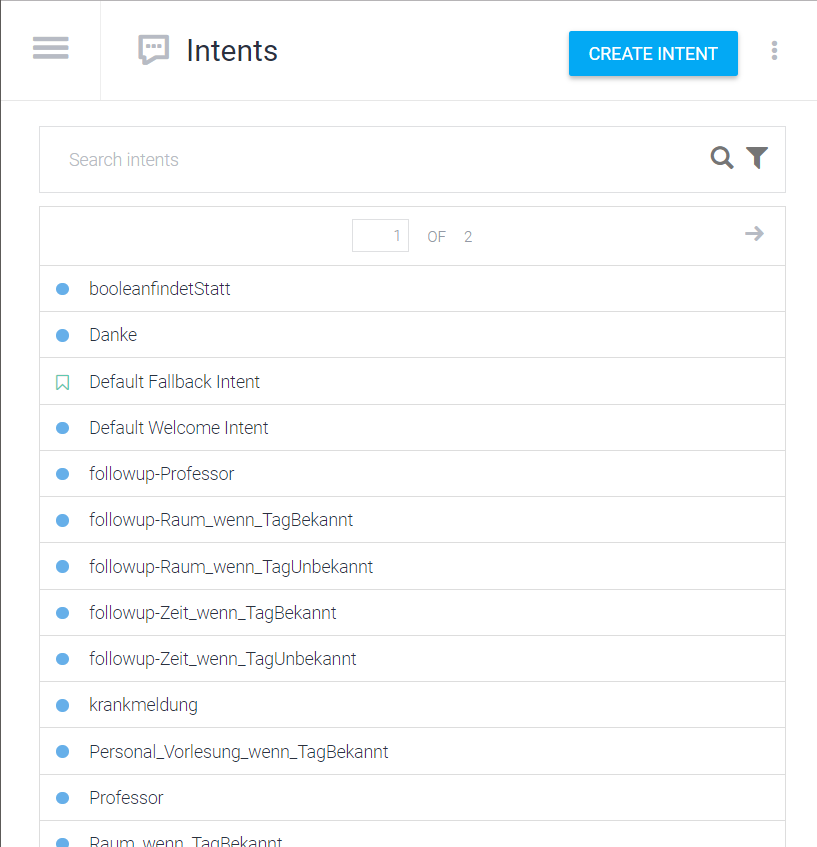 Intents
CREATE INTENT
Search intents
1 OF 2
booleanfindetStatt
Danke
Default Fallback Intent
Default Welcome Intent
followup-Professor
followup-Raum_wenn_TagBekannt
followup-Raum_wenn_TagUnbekannt
followup-Zeit_wenn_TagBekannt
followup-Zeit_wenn_TagUnbekannt
krankmeldung
Personal_Vorlesung_wenn_TagBekannt
Professor
Raum_wenn_TagBekannt